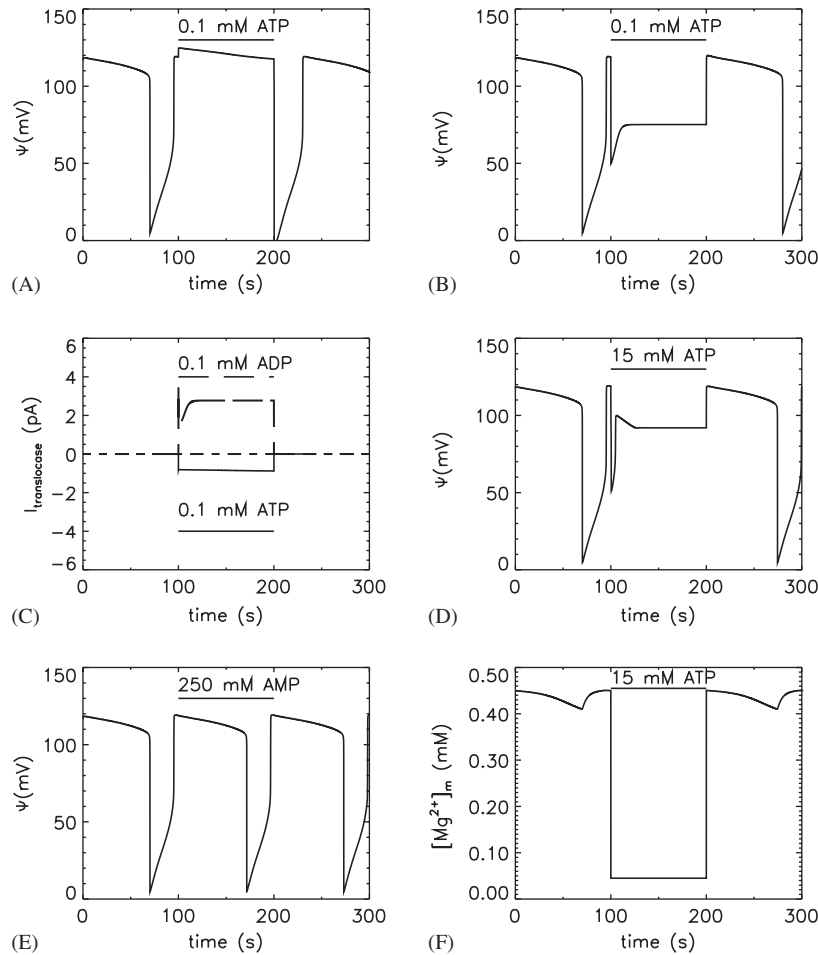 0.1 mM ATP
150
100
50
0
Ψ(mV)
0 100 200 300
time (s)
(A)
0.1 mM ATP
150
100
50
0
Ψ(mV)
0 100 200 300
time (s)
(B)
6
4
2
0
−2
−4
−6
I translocase (pA)
0.1 mM ADP
0.1 mM ATP
0 100 200 300
time (s)
(C)
15 mM ATP
150
100
50
0
Ψ(mV)
0 100 200 300
time (s)
(D)
250 mM AMP
150
100
50
0
Ψ(mV)
0 100 200 300
time (s)
(E)
15 mM ATP
0.50
0.40
0.30
0.20
0.10
0.00
[Mg²⁺]m (mM)
0 100 200 300
time (s)
(F)